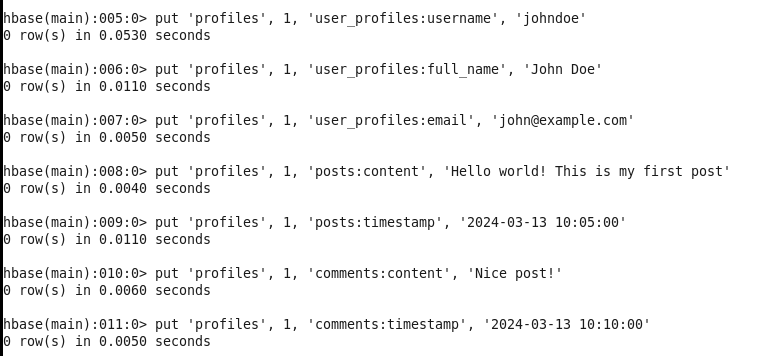 hbase(main):005:0> put 'profiles', 1, 'user_profiles:username', 'johndoe'
0 row(s) in 0.0530 seconds
hbase(main):006:0> put 'profiles', 1, 'user_profiles:full_name', 'John Doe'
0 row(s) in 0.0110 seconds
hbase(main):007:0> put 'profiles', 1, 'user_profiles:email', 'john@example.com'
0 row(s) in 0.0050 seconds
hbase(main):008:0> put 'profiles', 1, 'posts:content', 'Hello world! This is my first post'
0 row(s) in 0.0040 seconds
hbase(main):009:0> put 'profiles', 1, 'posts:timestamp', '2024-03-13 10:05:00'
0 row(s) in 0.0110 seconds
hbase(main):010:0> put 'profiles', 1, 'comments:content', 'Nice post!'
0 row(s) in 0.0060 seconds
hbase(main):011:0> put 'profiles', 1, 'comments:timestamp', '2024-03-13 10:10:00'
0 row(s) in 0.0050 seconds